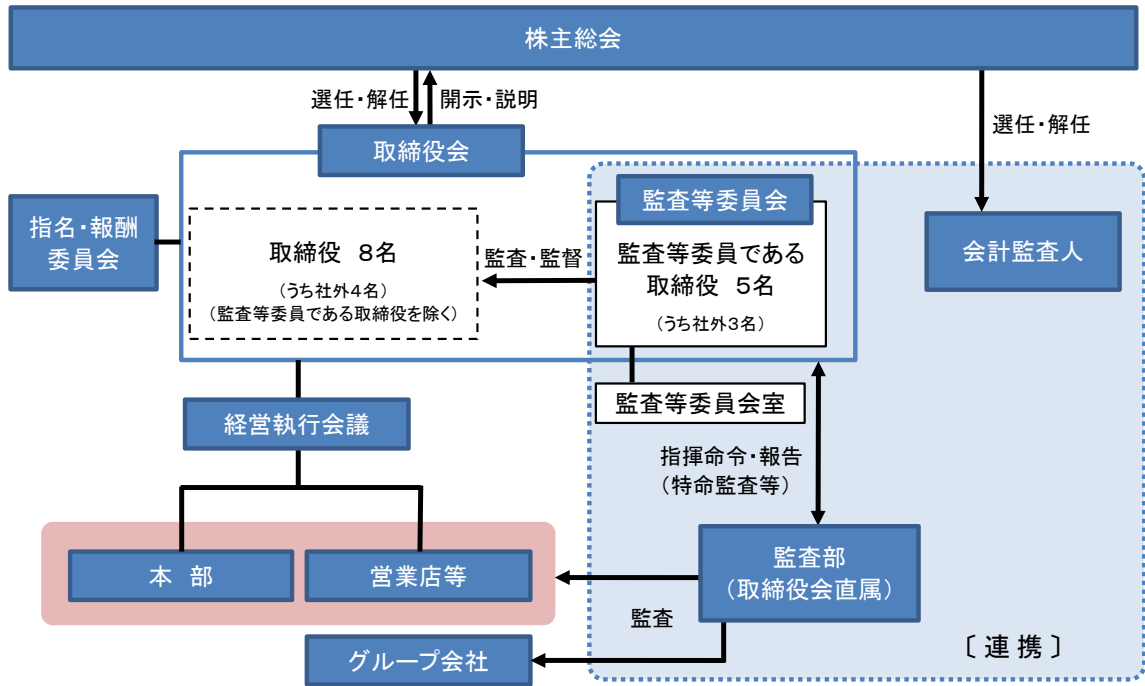 株主総会
選任・解任
開示・説明
選任・解任
取締役会
監査等委員会
指名・報酬
委員会
取締役 8名
(うち社外4名)
(監査等委員である取締役を除く)
監査・監督
監査等委員である
取締役 5名
(うち社外3名)
会計監査人
監査等委員会室
経営執行会議
指揮命令・報告
(特命監査等)
本 部
営業店等
監査部
(取締役会直属)
監査
グループ会社
〔 連 携 〕